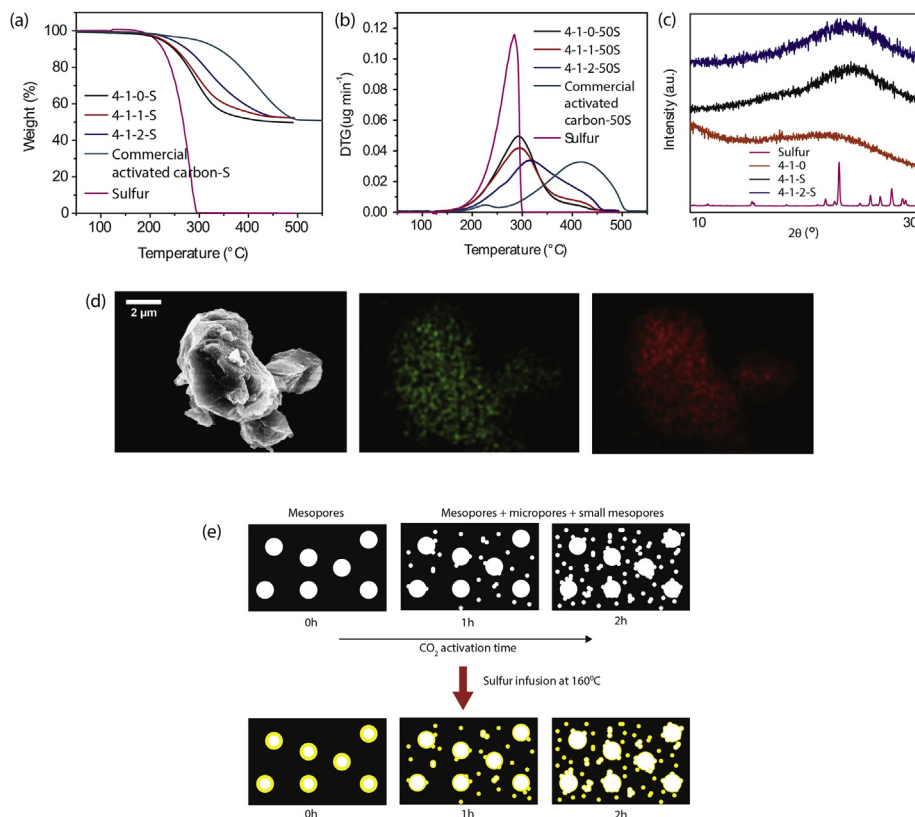 (a)
Weight (%)
100
80
60
40
20
0
4-1-0-S
4-1-1-S
4-1-2-S
Commercial
activated carbon-S
Sulfur
100
200
300
400
500
Temperature (°C)
(b)
DTG (ug min⁻¹)
0.12
0.10
0.08
0.06
0.04
0.02
0.00
4-1-0-50S
4-1-1-50S
4-1-2-50S
Commercial
activated
carbon-50S
Sulfur
100
200
300
400
500
Temperature (°C)
(c)
Intensity (a.u.)
Sulfur
4-1-0
4-1-S
4-1-2-S
10
30
2θ (°)
(d)
2 µm
(e)
Mesopores
Mesopores + micropores + small mesopores
0h
1h
2h
CO₂ activation time
Sulfur infusion at 160⁰C
0h
1h
2h